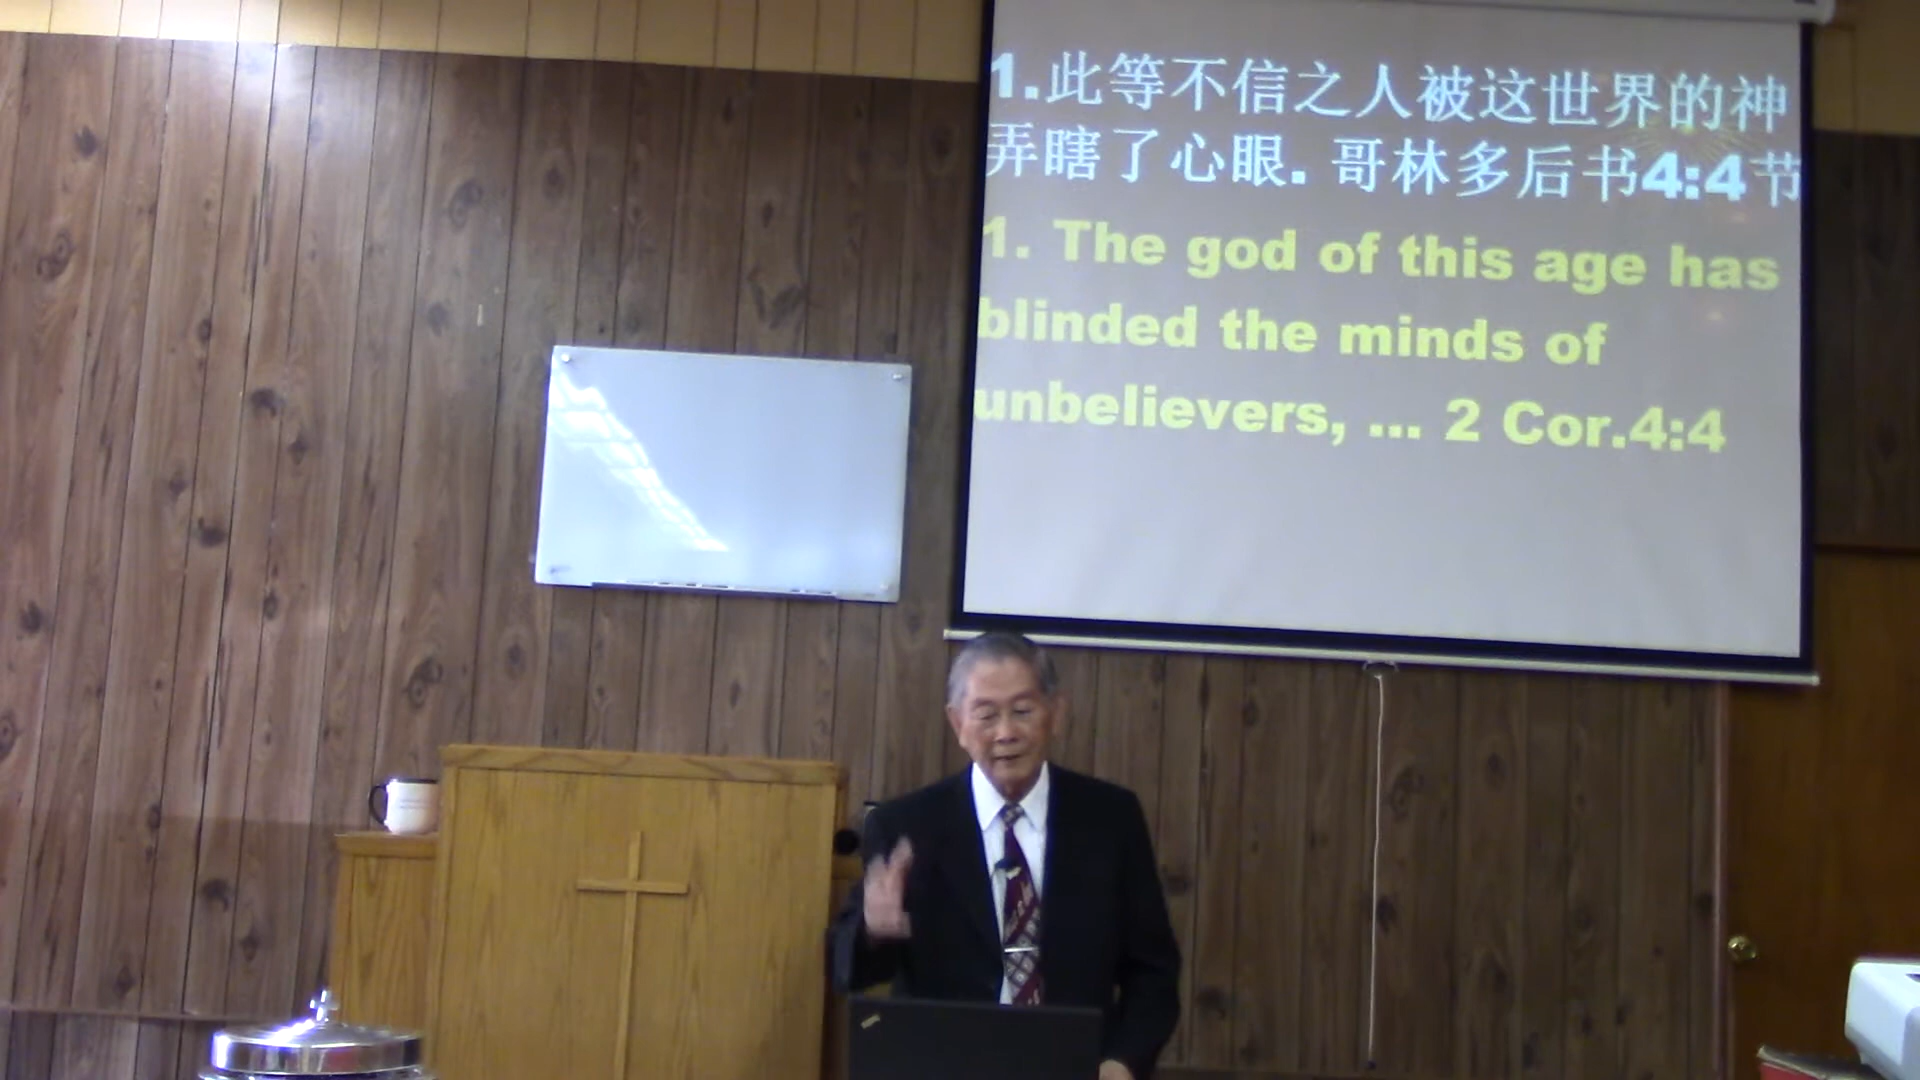 1.此等不信之人被这世界的神
弄瞎了心眼. 哥林多后书4:4节
1. The god of this age has
blinded the minds of
unbelievers, ... 2 Cor.4:4